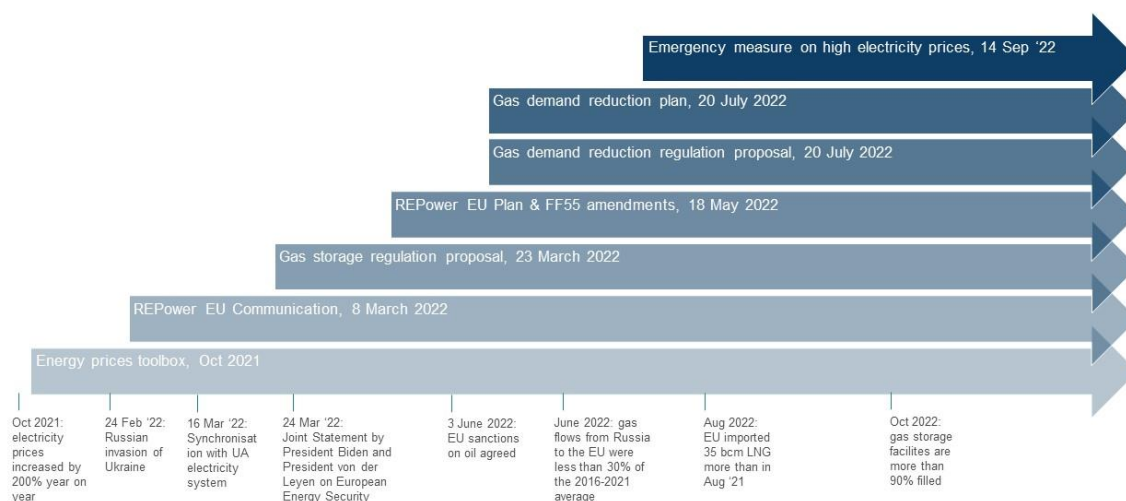 Emergency measure on high electricity prices, 14 Sep ‘22
Gas demand reduction plan, 20 July 2022
Gas demand reduction regulation proposal, 20 July 2022
REPower EU Plan & FF55 amendments, 18 May 2022
Gas storage regulation proposal, 23 March 2022
REPower EU Communication, 8 March 2022
Energy prices toolbox, Oct 2021
Oct 2021:
electricity
prices
increased by
200% year on
year
24 Feb ‘22:
Russian
invasion of
Ukraine
16 Mar ‘22:
Synchronisat
ion with UA
electricity
system
24 Mar ‘22:
Joint Statement by
President Biden and
President von der
Leyen on European
Energy Security
3 June 2022:
EU sanctions
on oil agreed
June 2022: gas
flows from Russia
to the EU were
less than 30% of
the 2016-2021
average
Aug 2022:
EU imported
35 bcm LNG
more than in
Aug ‘21
Oct 2022:
gas storage
facilites are
more than
90% filled